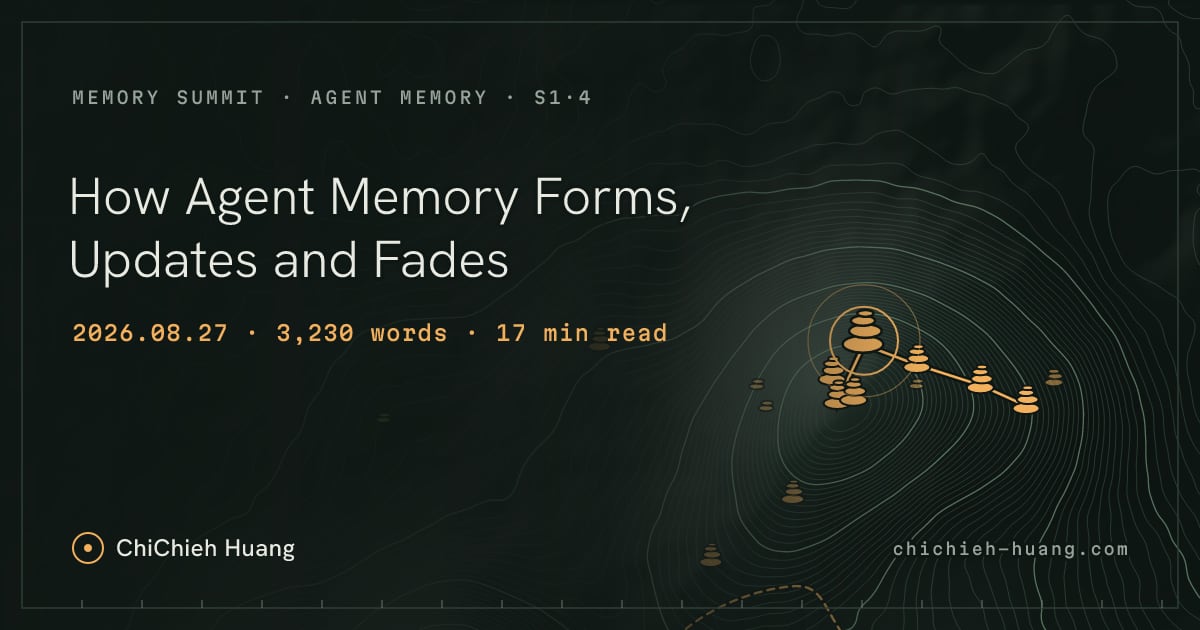 MEMORY SUMMIT · AGENT MEMORY · S1·4
How Agent Memory Forms,
Updates and Fades
2026.08.27 · 3,230 words · 17 min read
ChiChieh Huang
chichieh-huang.com